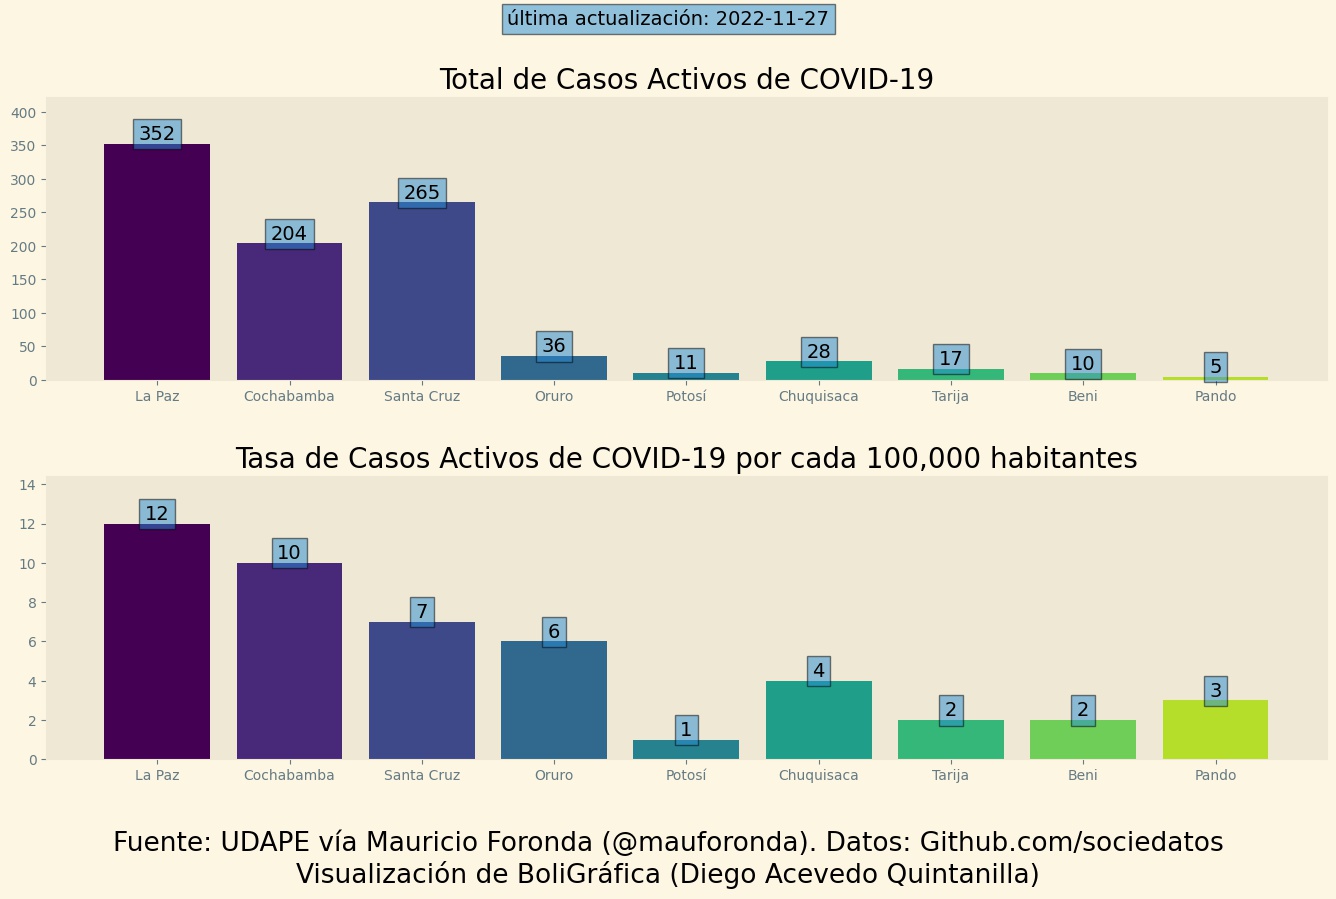 última actualización: 2022-11-27
Total de Casos Activos de COVID-19
400
350
300
250
200
150
100
50
0
352
204
265
36
11
28
17
10
5
La Paz
Cochabamba
Santa Cruz
Oruro
Potosí
Chuquisaca
Tarija
Beni
Pando
Tasa de Casos Activos de COVID-19 por cada 100,000 habitantes
14
12
10
8
6
4
2
0
12
10
7
6
1
4
2
2
3
La Paz
Cochabamba
Santa Cruz
Oruro
Potosí
Chuquisaca
Tarija
Beni
Pando
Fuente: UDAPE vía Mauricio Foronda (@mauforonda). Datos: Github.com/sociedatos
Visualización de BoliGráfica (Diego Acevedo Quintanilla)